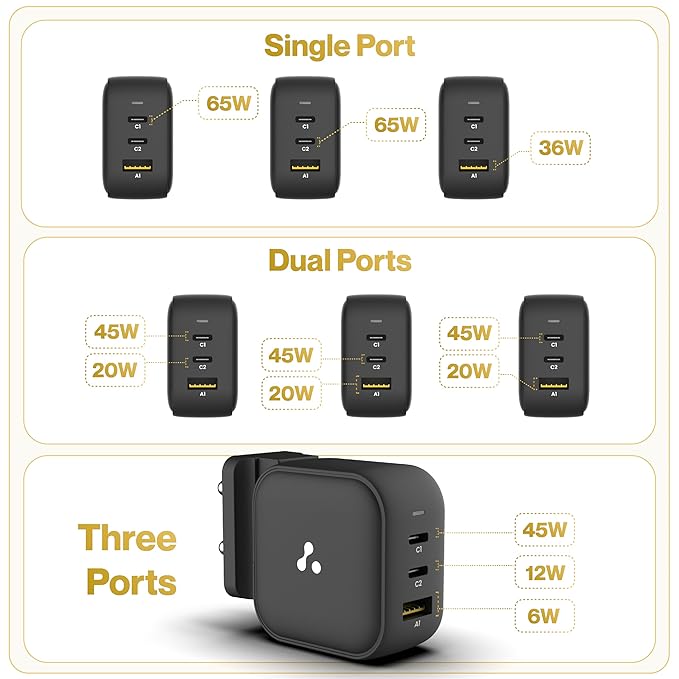 Single Port
65W
C1
C2
A1
65W
C1
C2
A1
36W
C1
C2
A1
Dual Ports
45W
20W
C1
C2
A1
45W
20W
C1
C2
A1
45W
20W
C1
C2
A1
Three
Ports
C1
C2
A1
45W
12W
6W